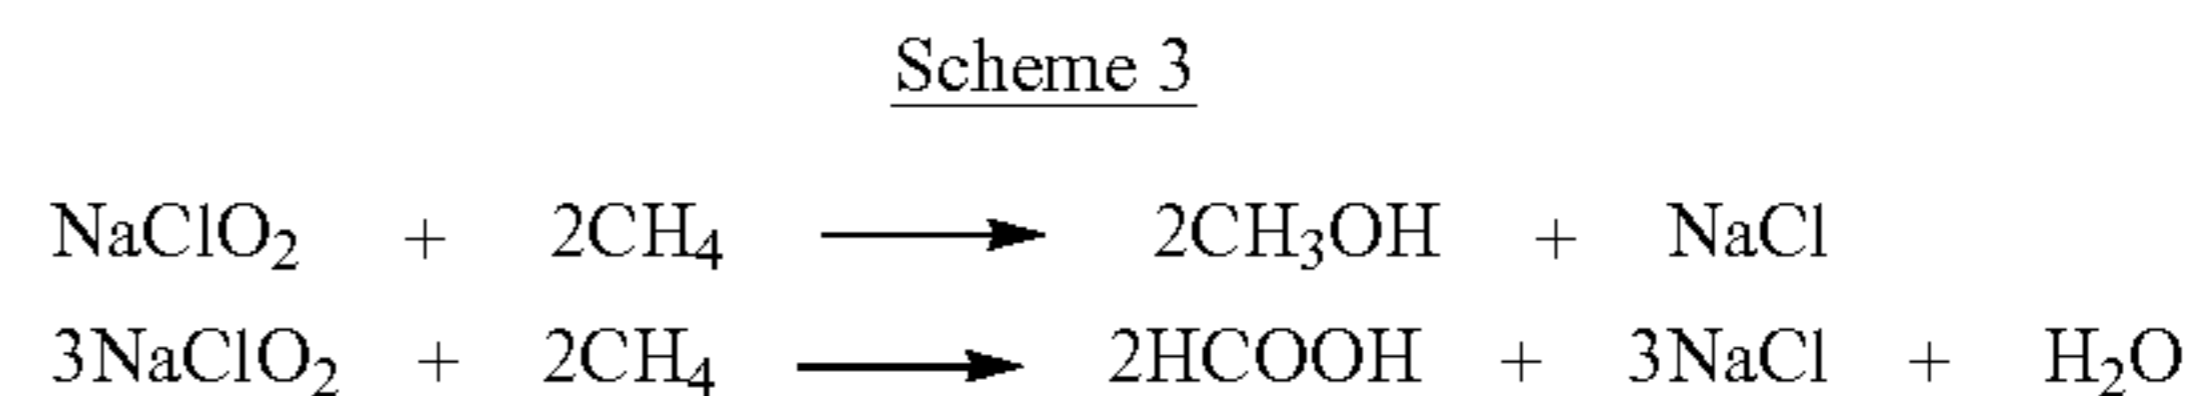 Scheme 3
NaClO₂ + 2CH₄ ⟶ 2CH₃OH + NaCl
3NaClO₂ + 2CH₄ ⟶ 2HCOOH + 3NaCl + H₂O